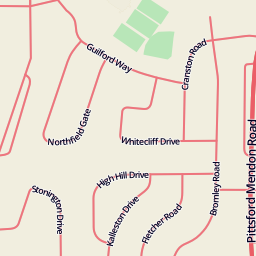 Guilford Way
Cranston Road
Northfield Gate
Whitecliff Drive
Pittsford-Mendon Road
High Hill Drive
Stonington Drive
Kalleston Drive
Fletcher Road
Bromley Road